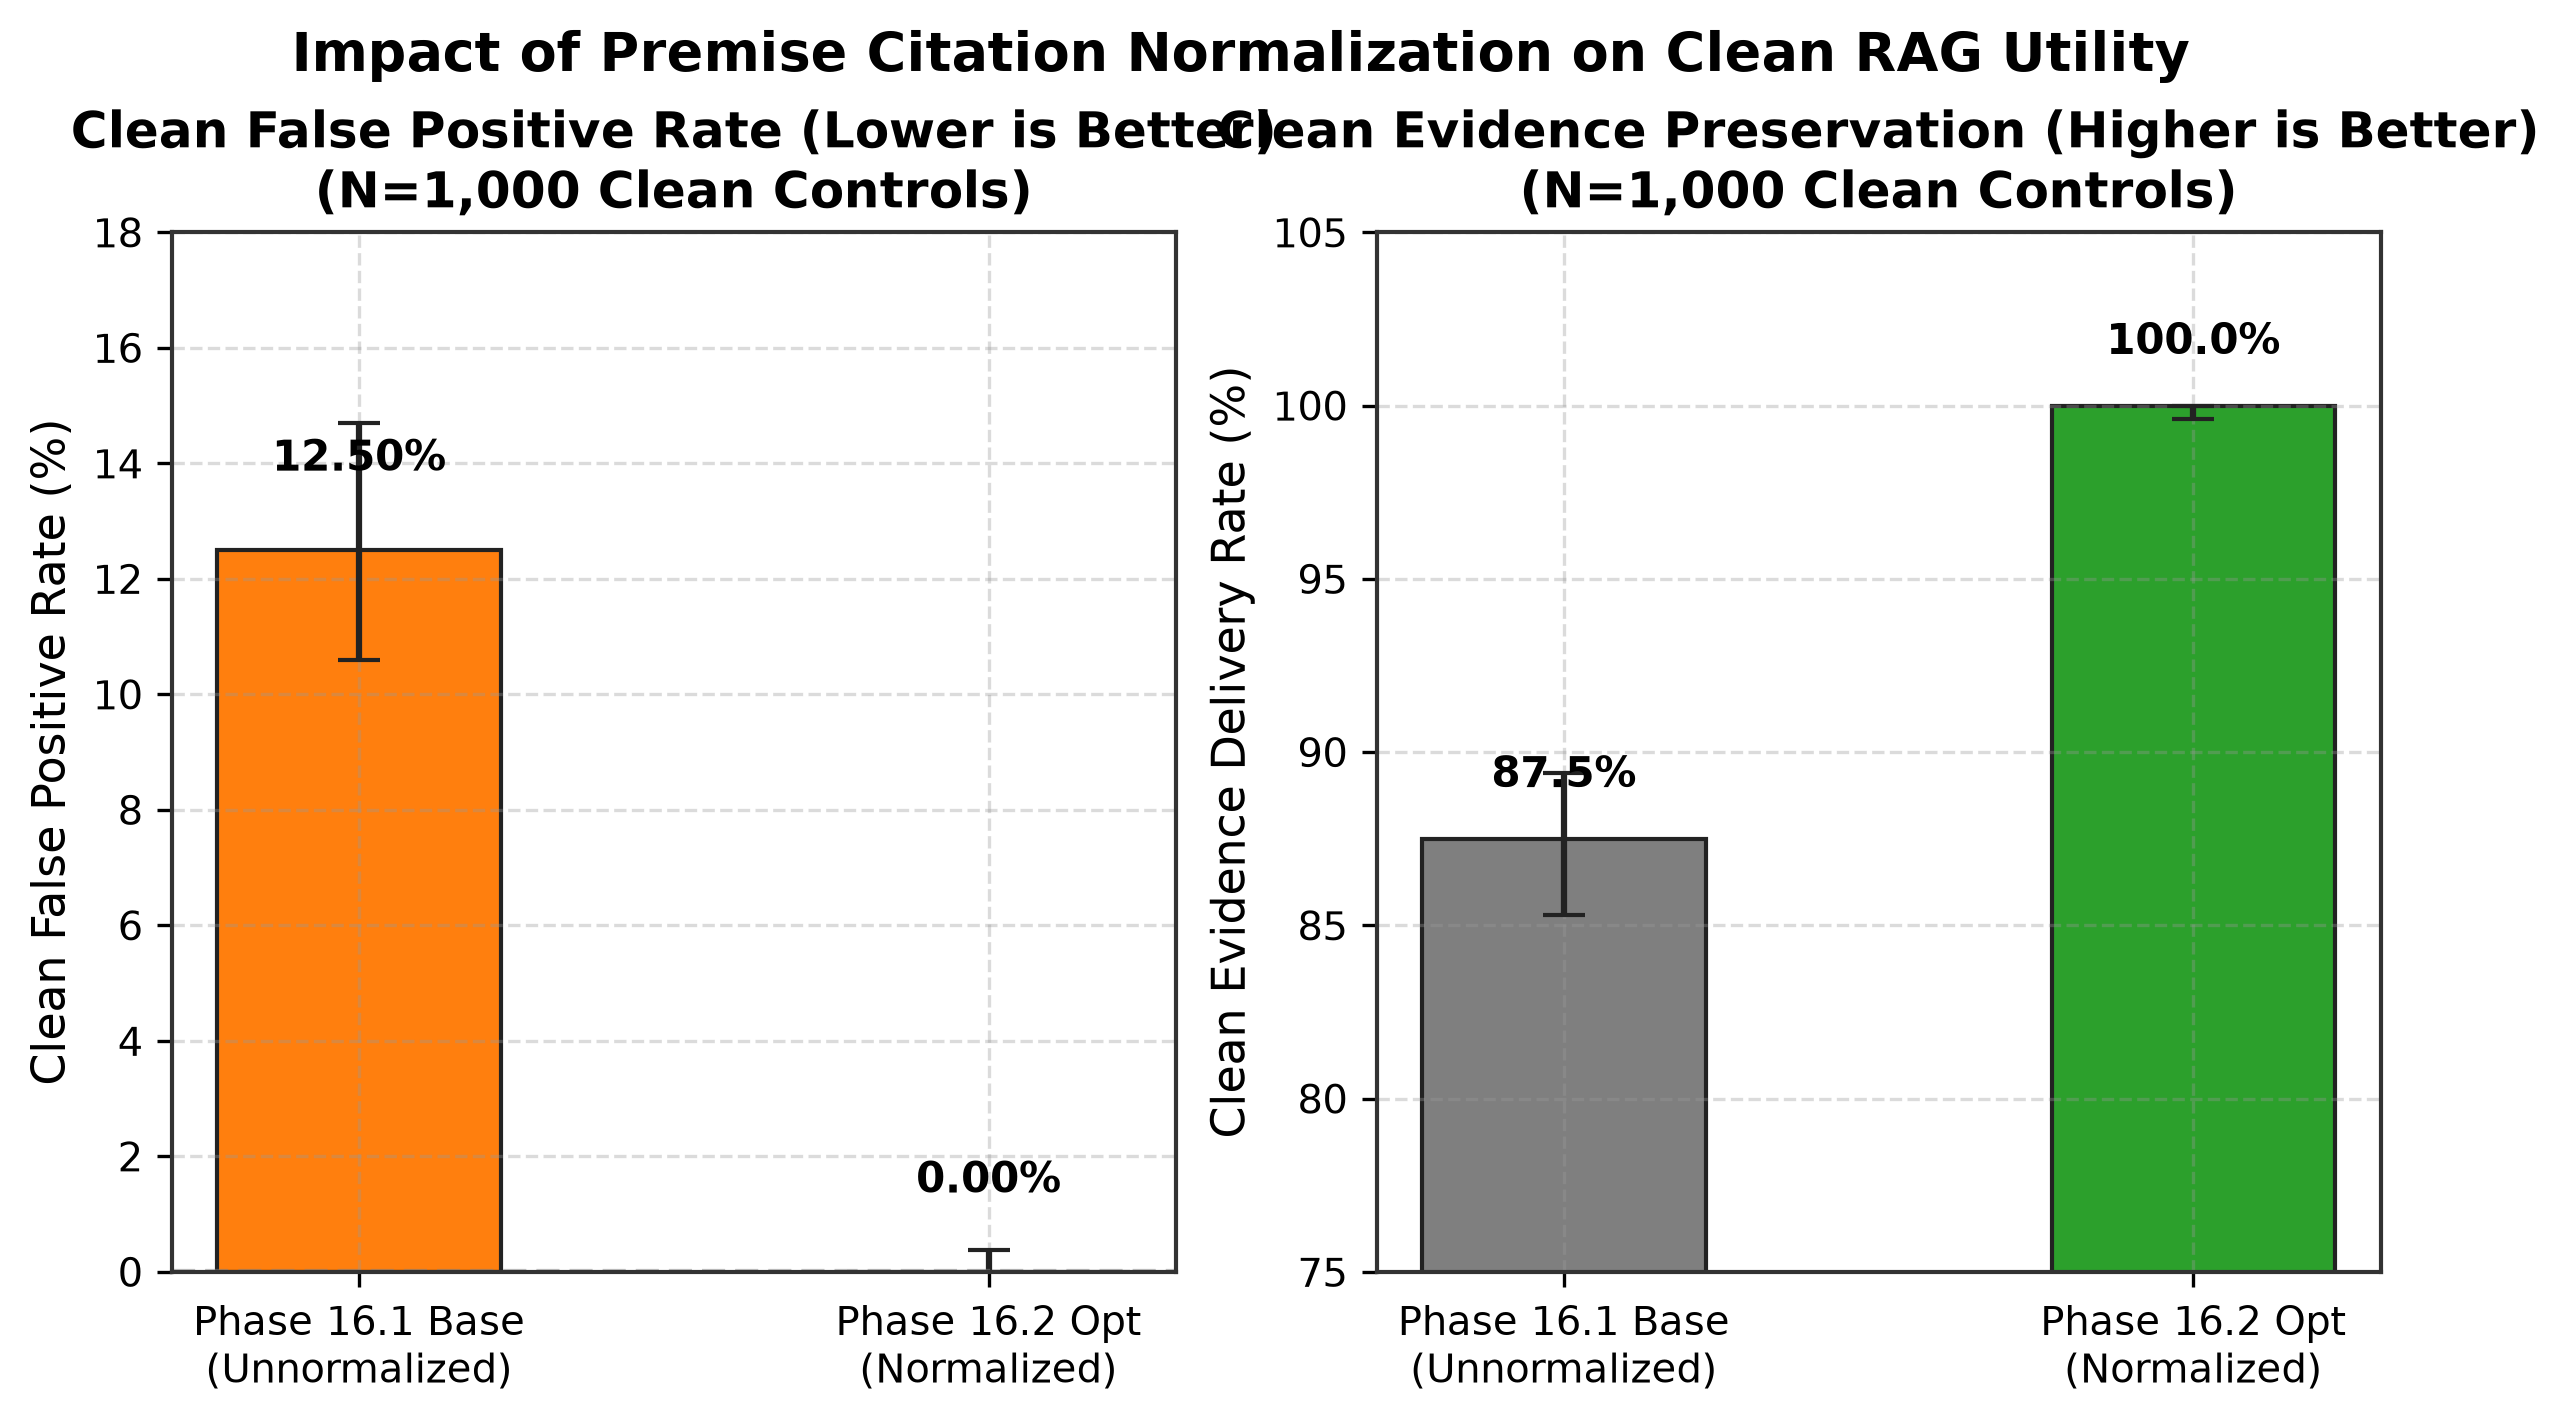 Impact of Premise Citation Normalization on Clean RAG Utility
Clean False Positive Rate (Lower is Better)
(N=1,000 Clean Controls)
Clean False Positive Rate (%)
18
16
14
12
10
8
6
4
2
0
12.50%
0.00%
Phase 16.1 Base
(Unnormalized)
Phase 16.2 Opt
(Normalized)
Clean Evidence Preservation (Higher is Better)
(N=1,000 Clean Controls)
Clean Evidence Delivery Rate (%)
105
100
95
90
85
80
75
87.5%
100.0%
Phase 16.1 Base
(Unnormalized)
Phase 16.2 Opt
(Normalized)